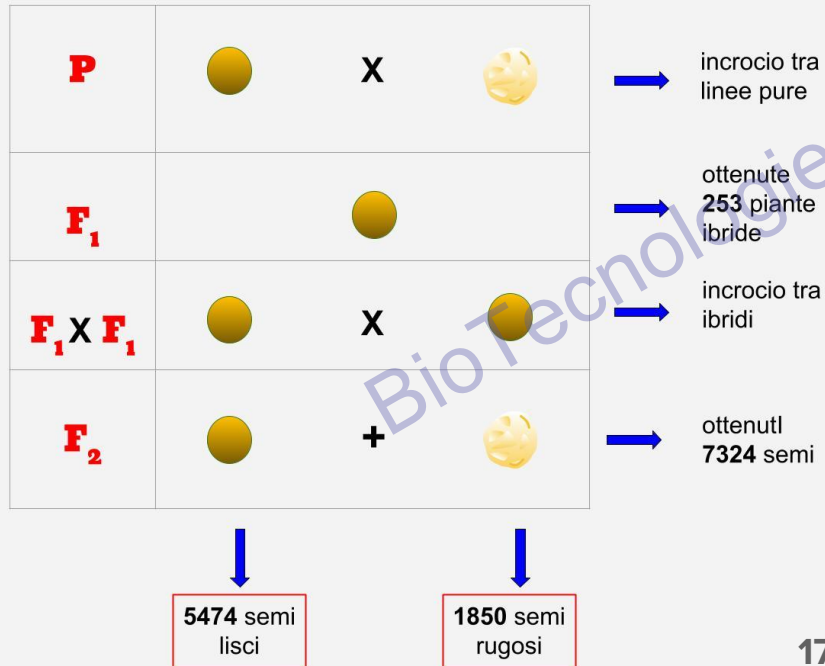 P
X
incrocio tra
linee pure
F1
ottenute
253 piante
ibride
F1 X F1
X
incrocio tra
ibridi
F2
+
ottenutI
7324 semi
5474 semi
lisci
1850 semi
rugosi
BioTecnologie
17